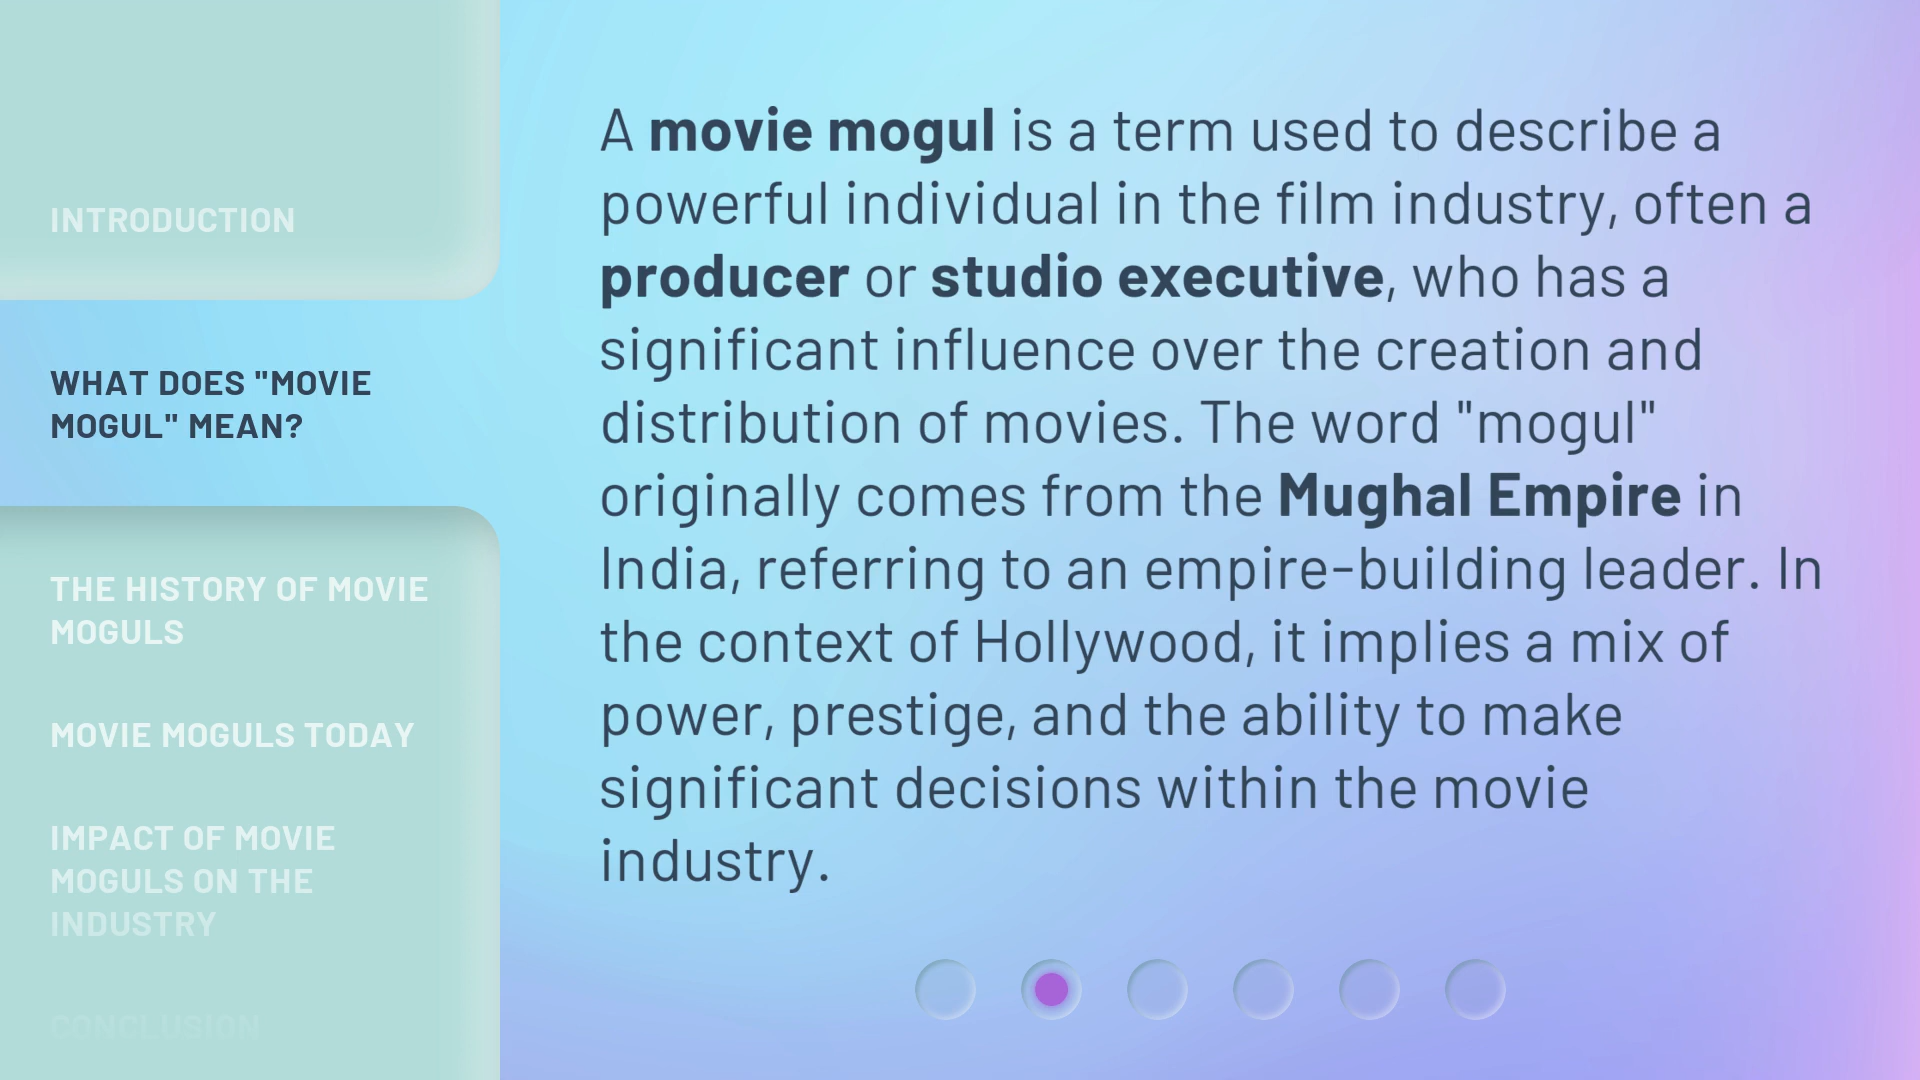 INTRODUCTION
WHAT DOES "MOVIE
MOGUL" MEAN?
THE HISTORY OF MOVIE
MOGULS
MOVIE MOGULS TODAY
IMPACT OF MOVIE
MOGULS ON THE
INDUSTRY
CONCLUSION
A movie mogul is a term used to describe a
powerful individual in the film industry, often a
producer or studio executive, who has a
significant influence over the creation and
distribution of movies. The word "mogul"
originally comes from the Mughal Empire in
India, referring to an empire-building leader. In
the context of Hollywood, it implies a mix of
power, prestige, and the ability to make
significant decisions within the movie
industry.